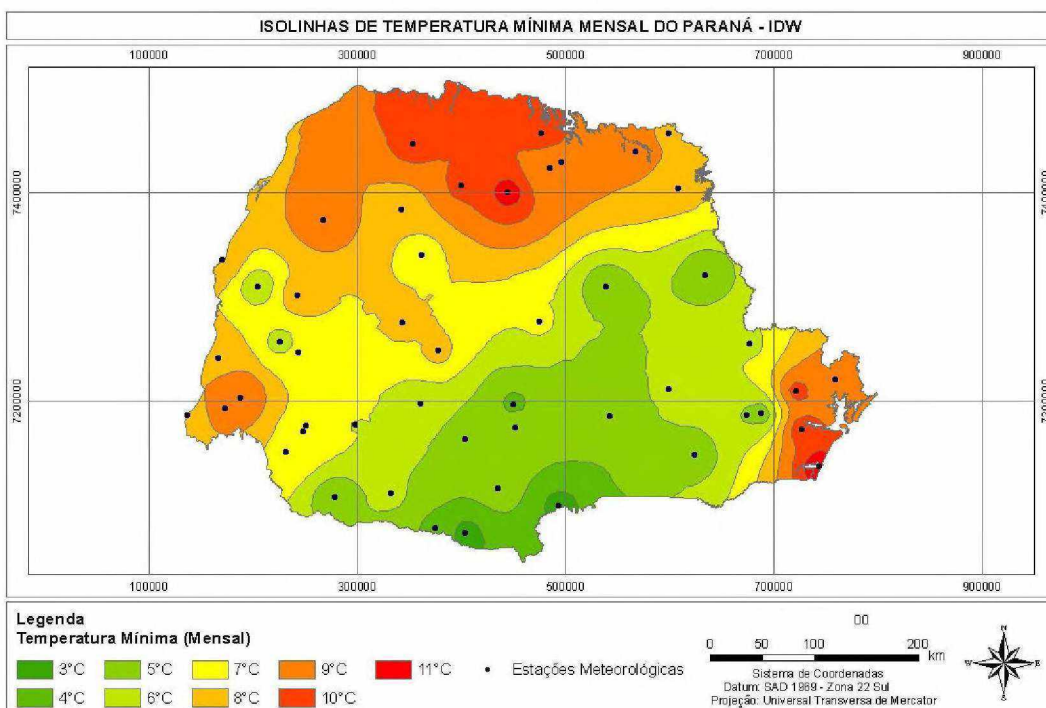 ISOLINHAS DE TEMPERATURA MÍNIMA MENSAL DO PARANÁ - IDW
100000 300000 500000 700000 900000
7400000 7400000
7200000 7200000
100000 300000 500000 700000 900000
Legenda
Temperatura Mínima (Mensal)
3°C 5°C 7°C 9°C 11°C Estações Meteorológicas
4°C 6°C 8°C 10°C
0 50 100 200
km
Sistema de Coordenadas
Datum: SAD 1969 - Zona 22 Sul
Projeção: Universal Transversa de Mercator
N
W E
S